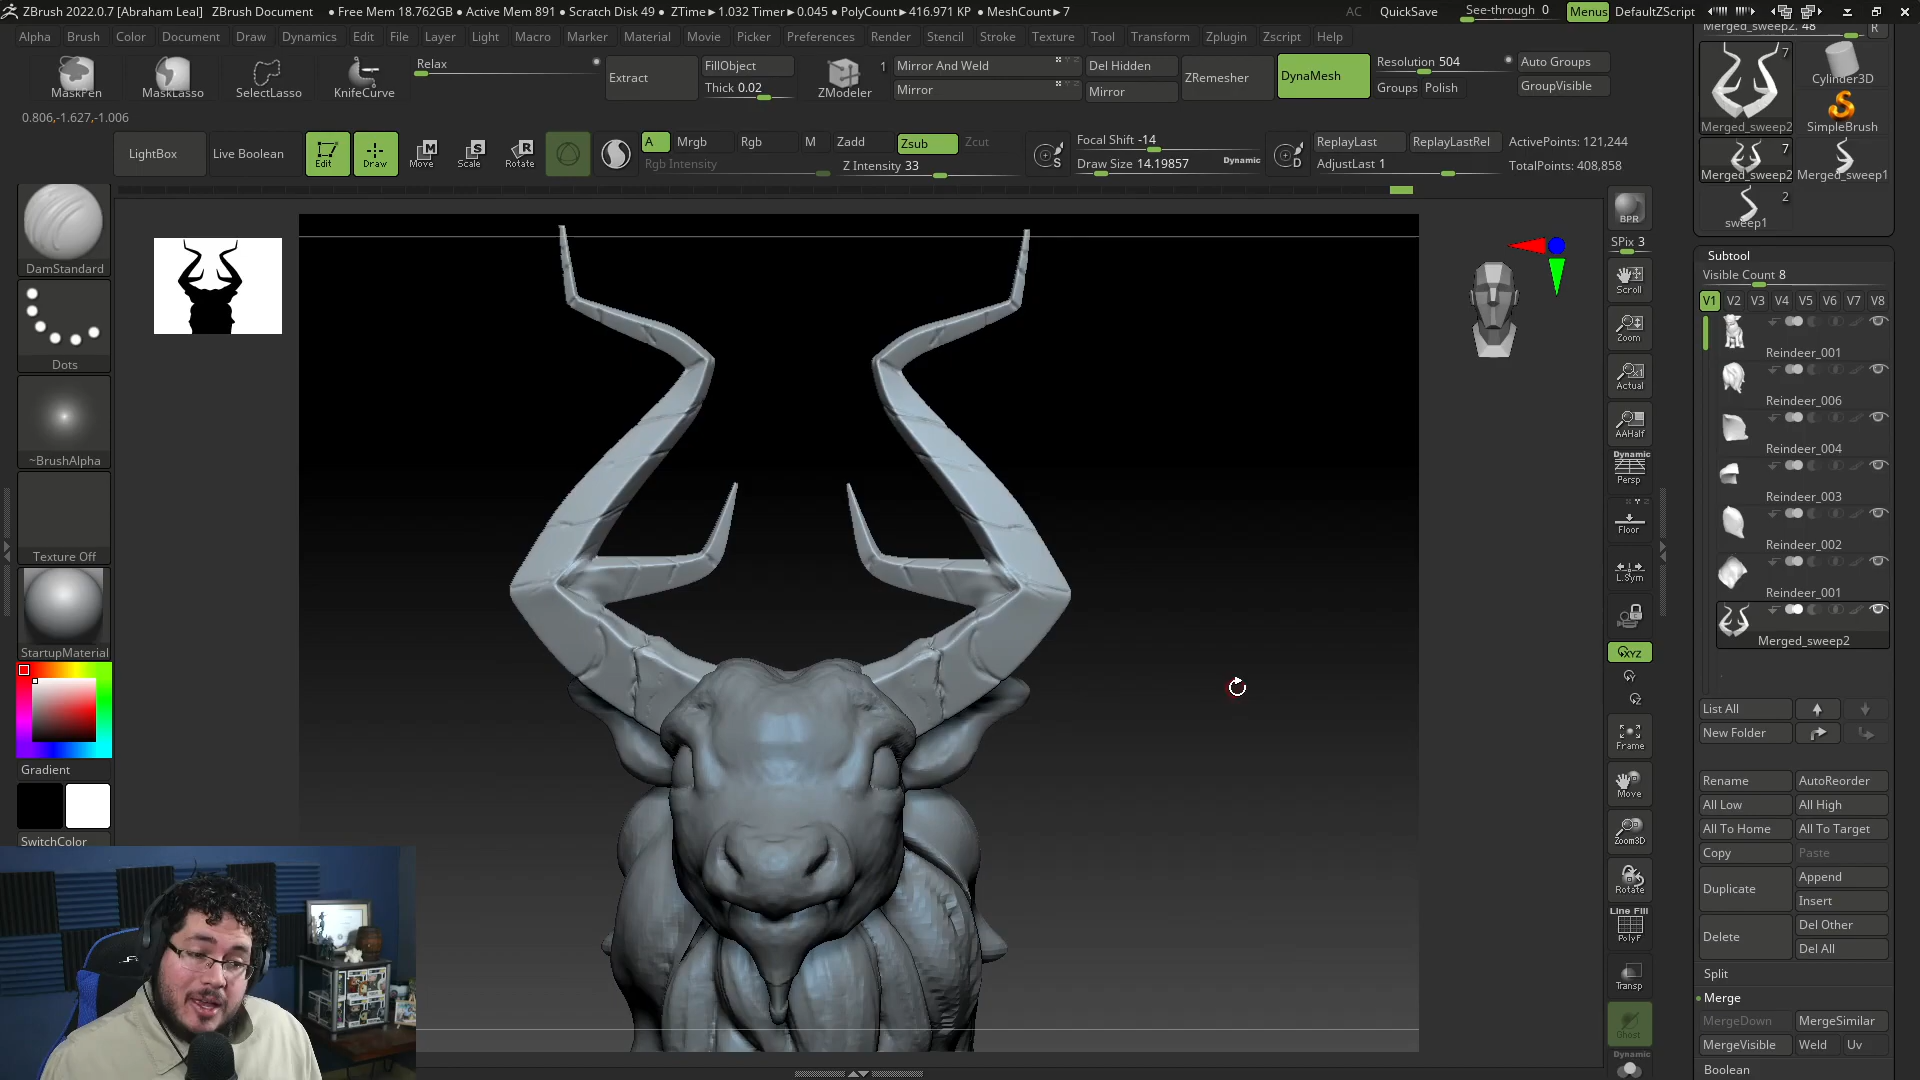 ZBrush 2022.0.7 [Abraham Leal] ZBrush Document ● Free Mem 18.762GB ● Active Mem 891 ● Scratch Disk 49 ● ZTime►1.032 Timer►0.045 ● PolyCount►416.971 KP ● MeshCount►7 AC QuickSave See-through 0 Menus DefaultZScript
Alpha Brush Color Document Draw Dynamics Edit File Layer Light Macro Marker Material Movie Picker Preferences Render Stencil Stroke Texture Tool Transform Zplugin Zscript Help
MaskPen MaskLasso SelectLasso KnifeCurve
Relax
Extract
FillObject
Thick 0.02
ZModeler
1
Mirror And Weld
Mirror
Del Hidden
Mirror
ZRemesher
DynaMesh
Resolution 504
Groups Polish
Auto Groups
GroupVisible
0.806,-1.627,-1.006
LightBox
Live Boolean
Edit
Draw
Move
Scale
Rotate
A Mrgb Rgb M Zadd Zsub Zcut
Rgb Intensity Z Intensity 33
Focal Shift -14
Draw Size 14.19857 Dynamic
S
D
ReplayLast ReplayLastRel
AdjustLast 1
ActivePoints: 121,244
TotalPoints: 408,858
DamStandard
Dots
~BrushAlpha
Texture Off
StartupMaterial
Gradient
SwitchColor
BPR
SPix 3
Scroll
Zoom
Actual
AAHalf
Dynamic
Persp
Floor
L.Sym
XYZ
Y
Z
Frame
Move
Zoom3D
Rotate
Line Fill
PolyF
Transp
Ghost
Dynamic
Merged_sweep2. 48
R
7
Merged_sweep2
Cylinder3D
SimpleBrush
7
Merged_sweep2
Merged_sweep1
2
sweep1
Subtool
Visible Count 8
V1 V2 V3 V4 V5 V6 V7 V8
Reindeer_001
Reindeer_006
Reindeer_004
Reindeer_003
Reindeer_002
Reindeer_001
Merged_sweep2
List All
New Folder
Rename AutoReorder
All Low All High
All To Home All To Target
Copy Paste
Duplicate Append
Insert
Delete Del Other
Del All
Split
Merge
MergeDown MergeSimilar
MergeVisible Weld Uv
Boolean